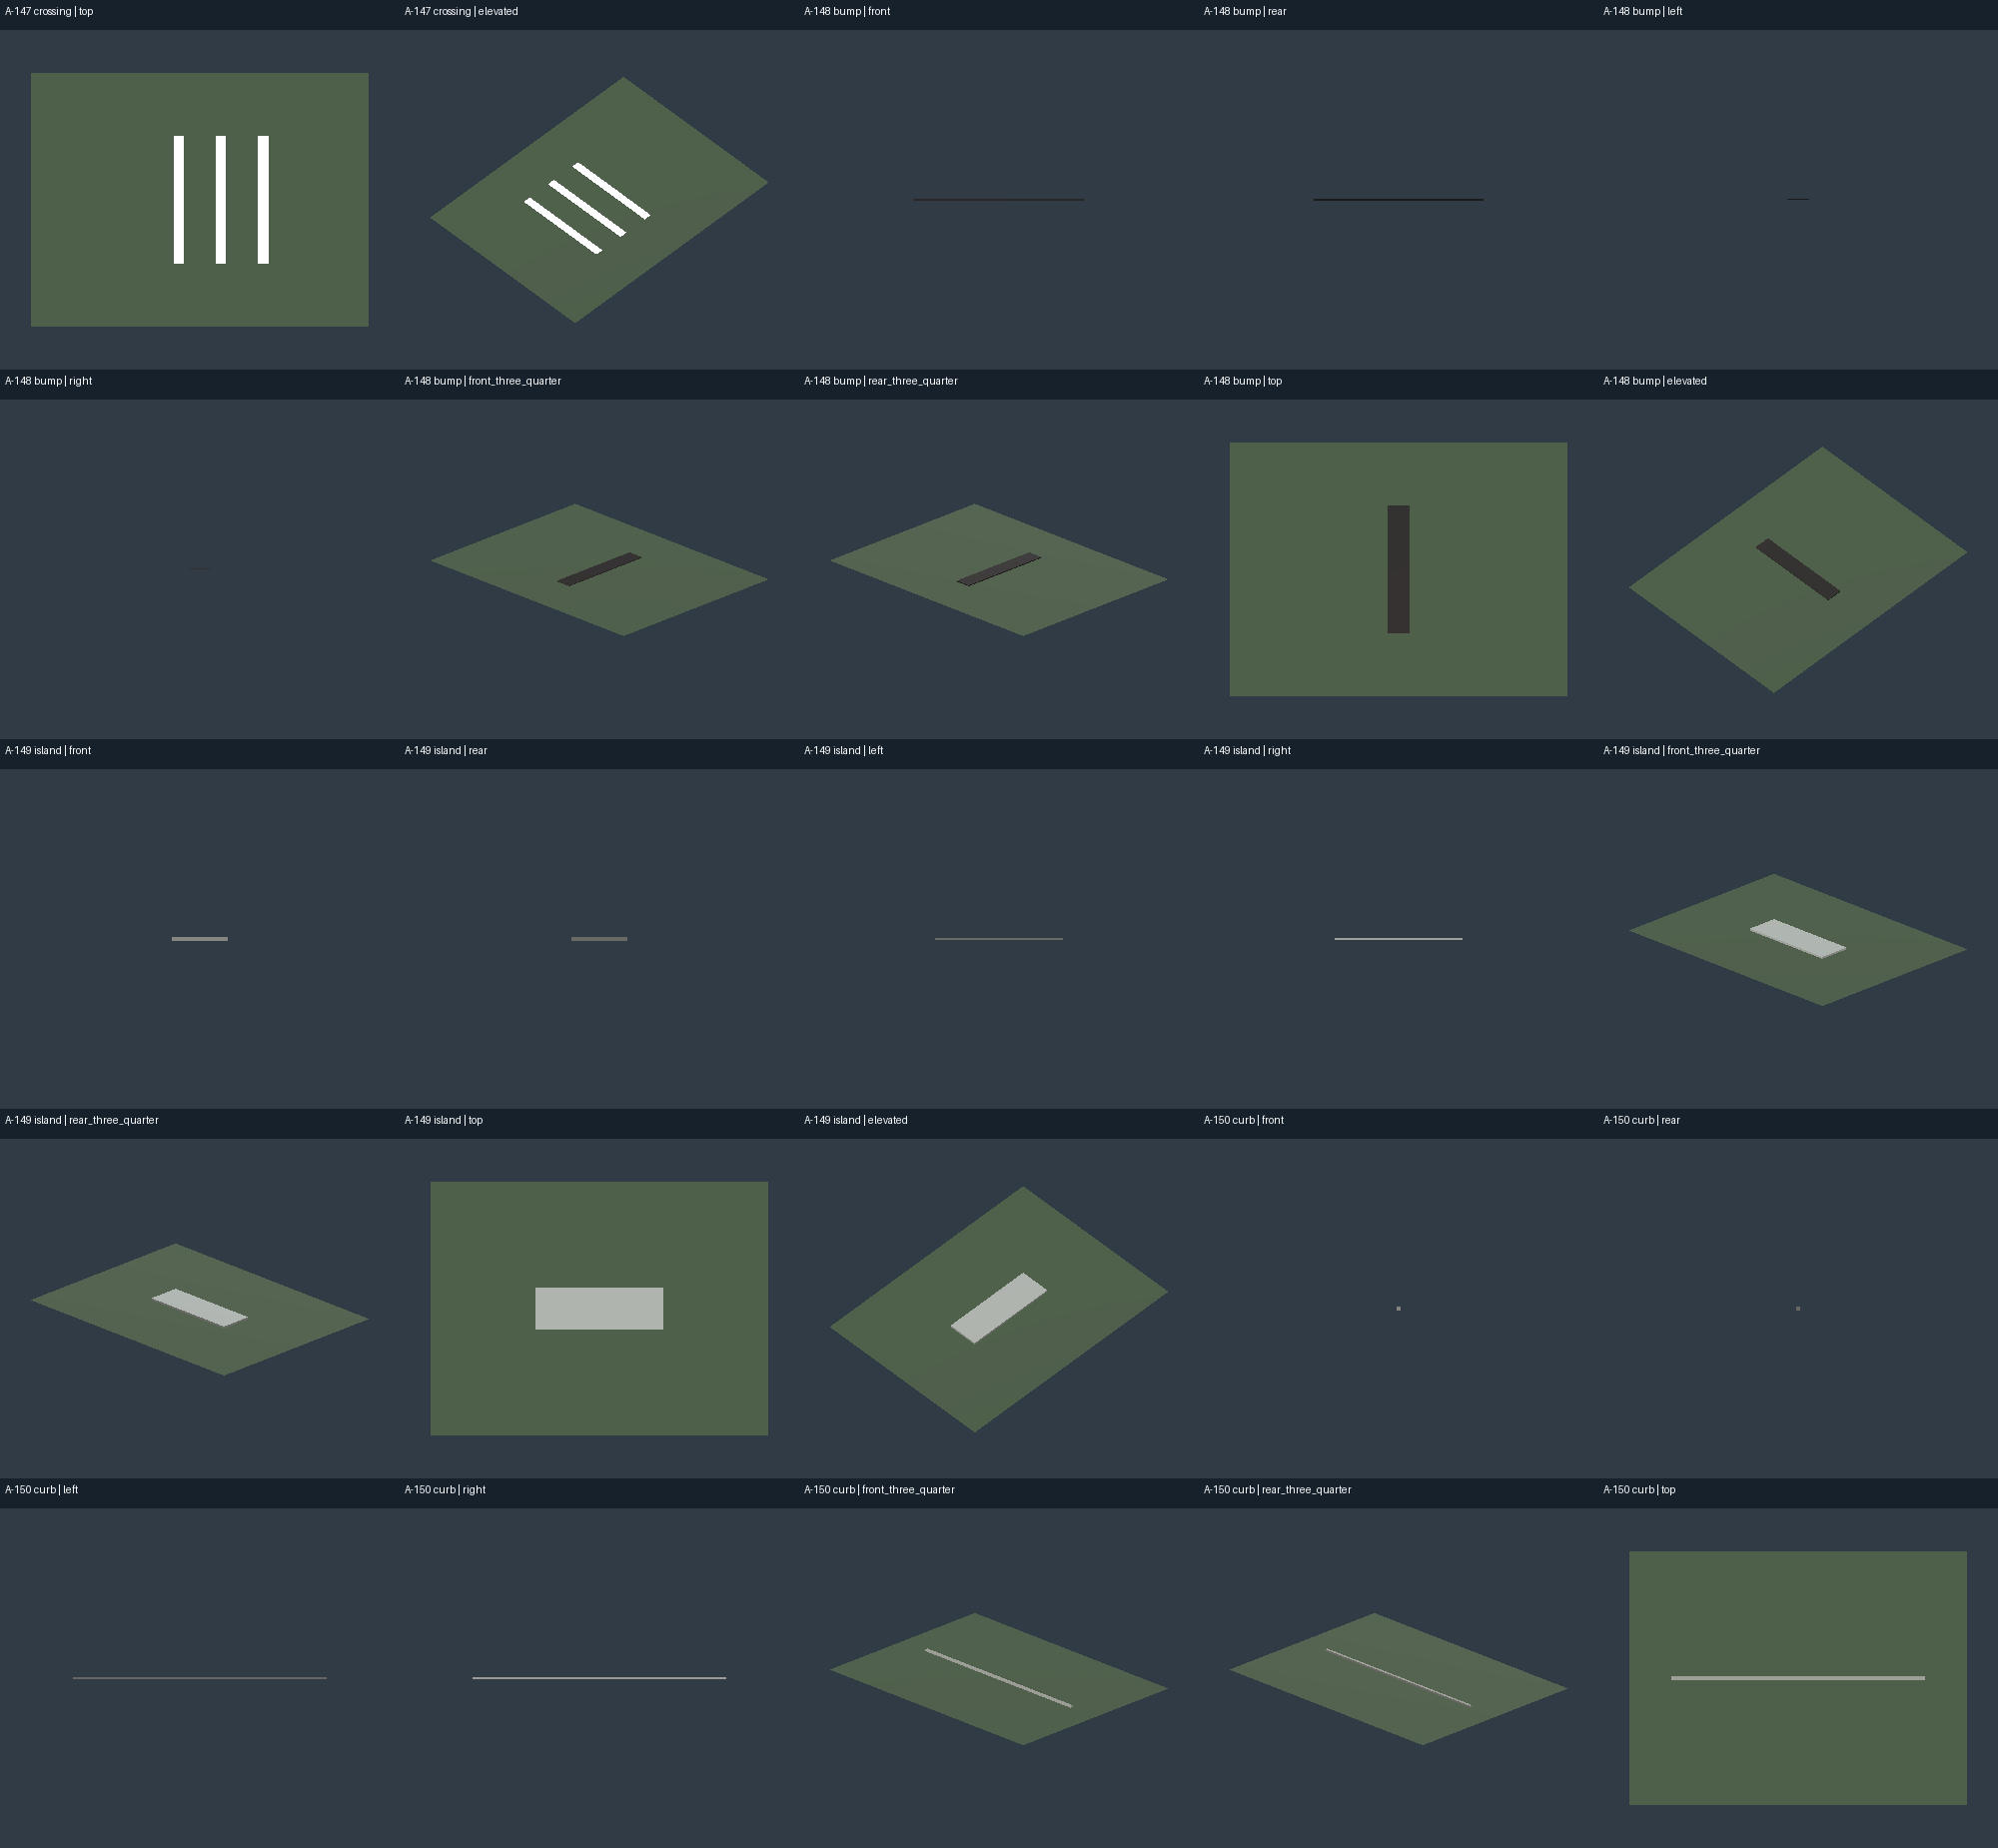 A-147 crossing | top
A-147 crossing | elevated
A-148 bump | front
A-148 bump | rear
A-148 bump | left
A-148 bump | right
A-148 bump | front_three_quarter
A-148 bump | rear_three_quarter
A-148 bump | top
A-148 bump | elevated
A-149 island | front
A-149 island | rear
A-149 island | left
A-149 island | right
A-149 island | front_three_quarter
A-149 island | rear_three_quarter
A-149 island | top
A-149 island | elevated
A-150 curb | front
A-150 curb | rear
A-150 curb | left
A-150 curb | right
A-150 curb | front_three_quarter
A-150 curb | rear_three_quarter
A-150 curb | top